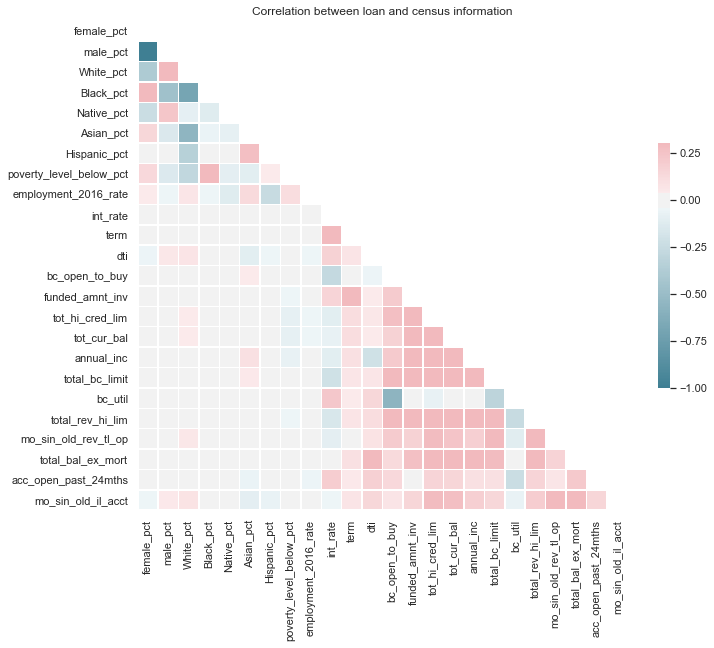 Correlation between loan and census information
female_pct
male_pct
White_pct
Black_pct
Native_pct
Asian_pct
Hispanic_pct
poverty_level_below_pct
employment_2016_rate
int_rate
term
dti
bc_open_to_buy
funded_amnt_inv
tot_hi_cred_lim
tot_cur_bal
annual_inc
total_bc_limit
bc_util
total_rev_hi_lim
mo_sin_old_rev_tl_op
total_bal_ex_mort
acc_open_past_24mths
mo_sin_old_il_acct
0.25
0.00
−0.25
−0.50
−0.75
−1.00
female_pct
male_pct
White_pct
Black_pct
Native_pct
Asian_pct
Hispanic_pct
poverty_level_below_pct
employment_2016_rate
int_rate
term
dti
bc_open_to_buy
funded_amnt_inv
tot_hi_cred_lim
tot_cur_bal
annual_inc
total_bc_limit
bc_util
total_rev_hi_lim
mo_sin_old_rev_tl_op
total_bal_ex_mort
acc_open_past_24mths
mo_sin_old_il_acct